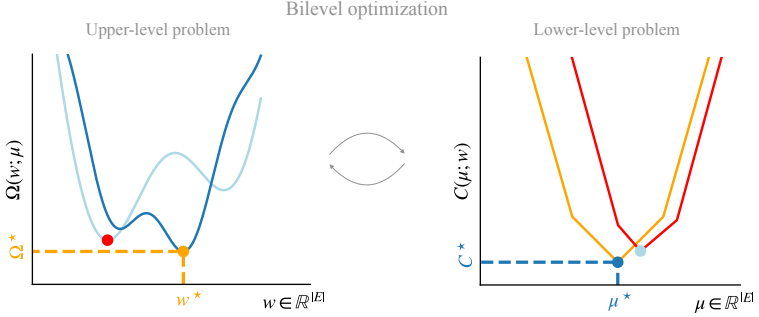 Bilevel optimization
Upper-level problem
Lower-level problem
Ω(w; μ)
Ω⋆
w⋆
w ∈ ℝ^|E|
C(μ; w)
C⋆
μ⋆
μ ∈ ℝ^|E|